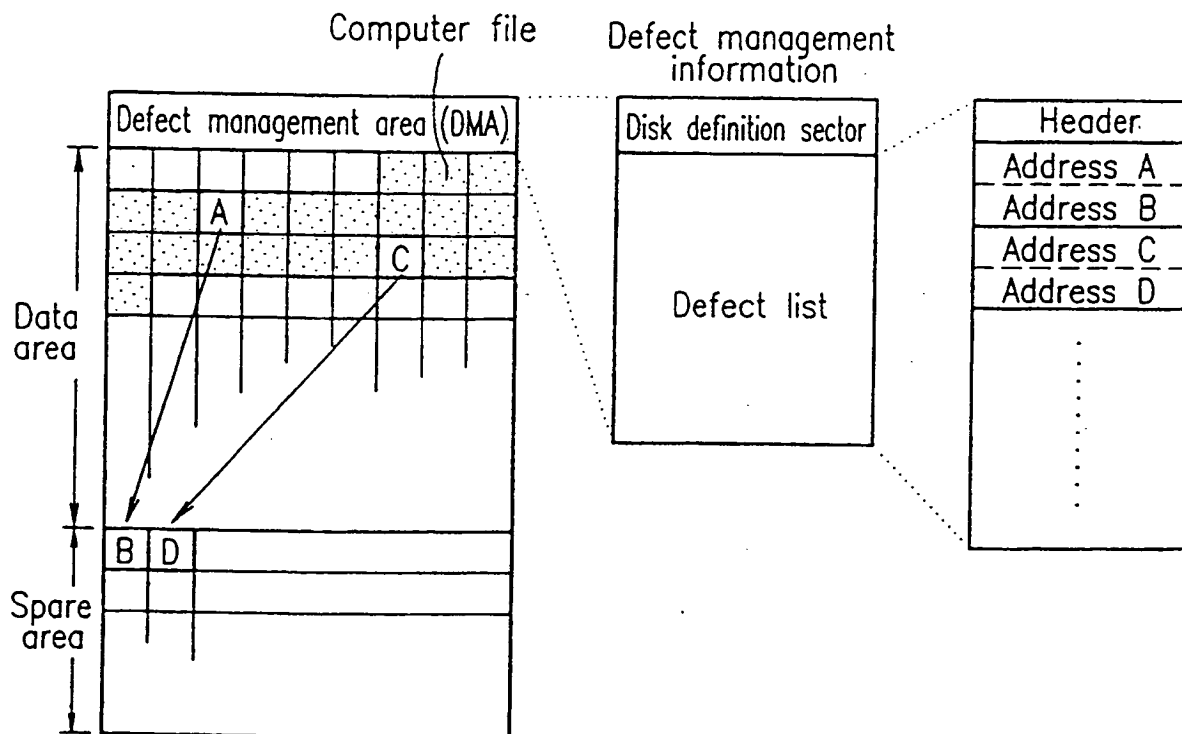 Computer file
Defect management
information
Defect management area (DMA)
Disk definition sector
Header
Address A
Address B
Address C
Address D
A
C
Defect list
Data
area
B D
Spare
area